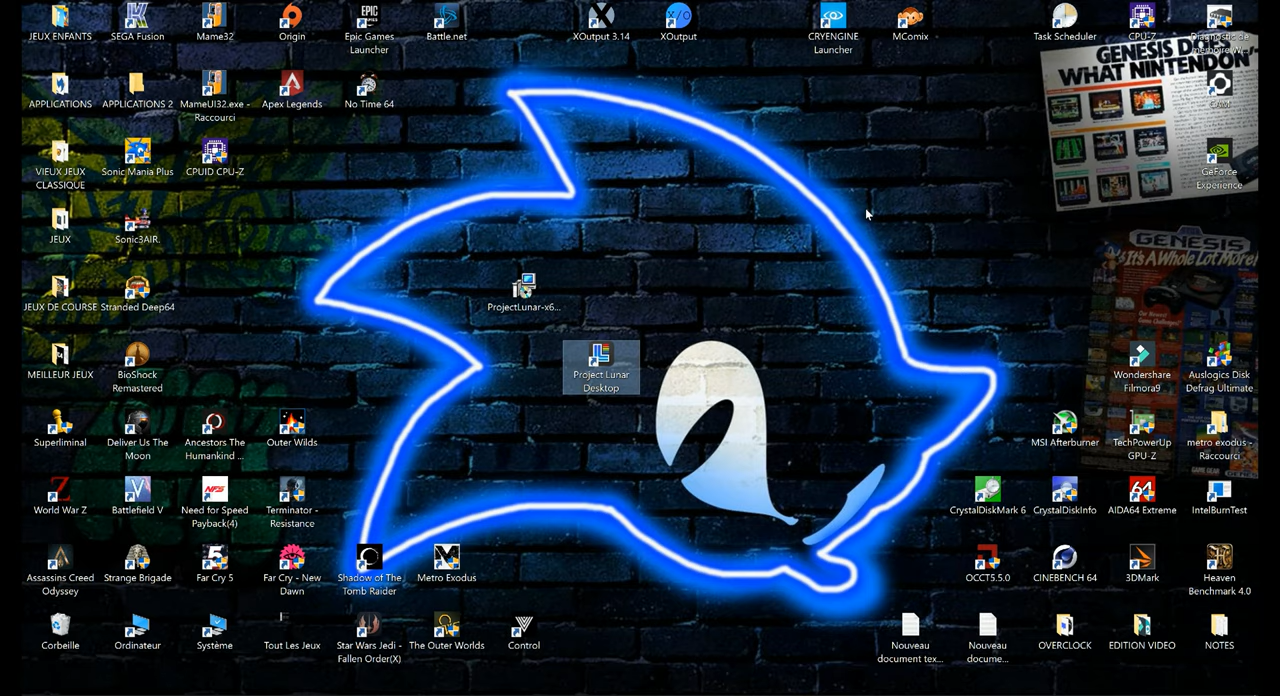 JEUX ENFANTS
SEGA Fusion
Mame32
Origin
Epic Games
Launcher
Battle.net
XOutput 3.14
XOutput
CRYENGINE
Launcher
MComix
Task Scheduler
CPU-Z
Diagnostic de
mémoire W...
APPLICATIONS
APPLICATIONS 2
MameUI32.exe -
Raccourci
Apex Legends
No Time 64
GENESIS D
WHAT NINTENDON
CAM
VIEUX JEUX
CLASSIQUE
Sonic Mania Plus
CPUID CPU-Z
GeForce
Experience
JEUX
Sonic3AIR.
GENESIS
It's A Whole Lot More!
JEUX DE COURSE
Stranded Deep64
ProjectLunar-x6...
MEILLEUR JEUX
BioShock
Remastered
Project Lunar
Desktop
Wondershare
Filmora9
Auslogics Disk
Defrag Ultimate
Superliminal
Deliver Us The
Moon
Ancestors The
Humankind ...
Outer Wilds
MSI Afterburner
TechPowerUp
GPU-Z
metro exodus -
Raccourci
World War Z
Battlefield V
Need for Speed
Payback(4)
Terminator -
Resistance
CrystalDiskMark 6
CrystalDiskInfo
AIDA64 Extreme
IntelBurnTest
Assassins Creed
Odyssey
Strange Brigade
Far Cry 5
Far Cry - New
Dawn
Shadow of The
Tomb Raider
Metro Exodus
OCCT5.5.0
CINEBENCH 64
3DMark
Heaven
Benchmark 4.0
Corbeille
Ordinateur
Système
Tout Les Jeux
Star Wars Jedi -
Fallen Order(X)
The Outer Worlds
Control
Nouveau
document tex...
Nouveau
docume...
OVERCLOCK
EDITION VIDEO
NOTES